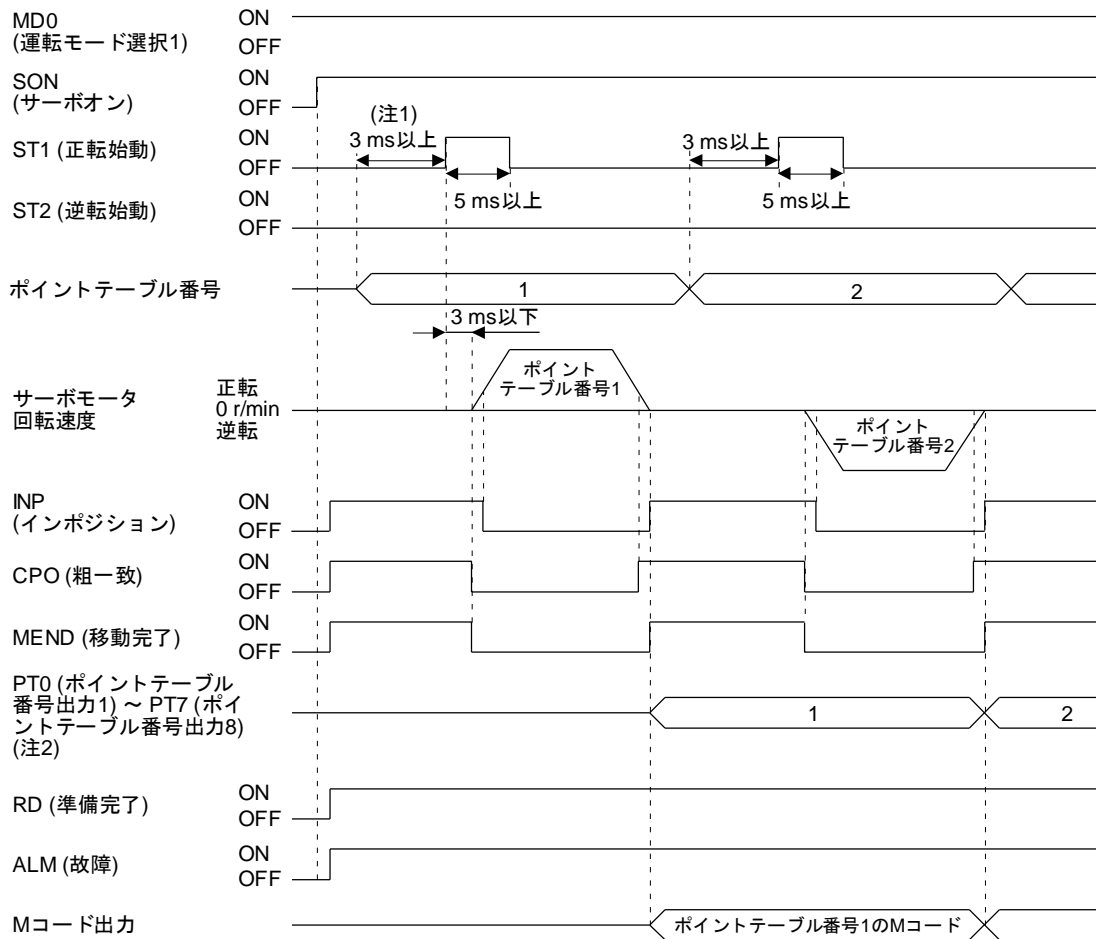 MD0
(運転モード選択1)
ON
OFF
SON
(サーボオン)
ON
OFF
ST1 (正転始動)
ON
OFF
(注1)
3 ms以上
5 ms以上
3 ms以上
5 ms以上
ST2 (逆転始動)
ON
OFF
ポイントテーブル番号
1
2
3 ms以下
サーボモータ
回転速度
正転
0 r/min
逆転
ポイント
テーブル番号1
ポイント
テーブル番号2
INP
(インポジション)
ON
OFF
CPO (粗一致)
ON
OFF
MEND (移動完了)
ON
OFF
PT0 (ポイントテーブル
番号出力1) ～ PT7 (ポイ
ントテーブル番号出力8)
(注2)
1
2
RD (準備完了)
ON
OFF
ALM (故障)
ON
OFF
Mコード出力
ポイントテーブル番号1のMコード